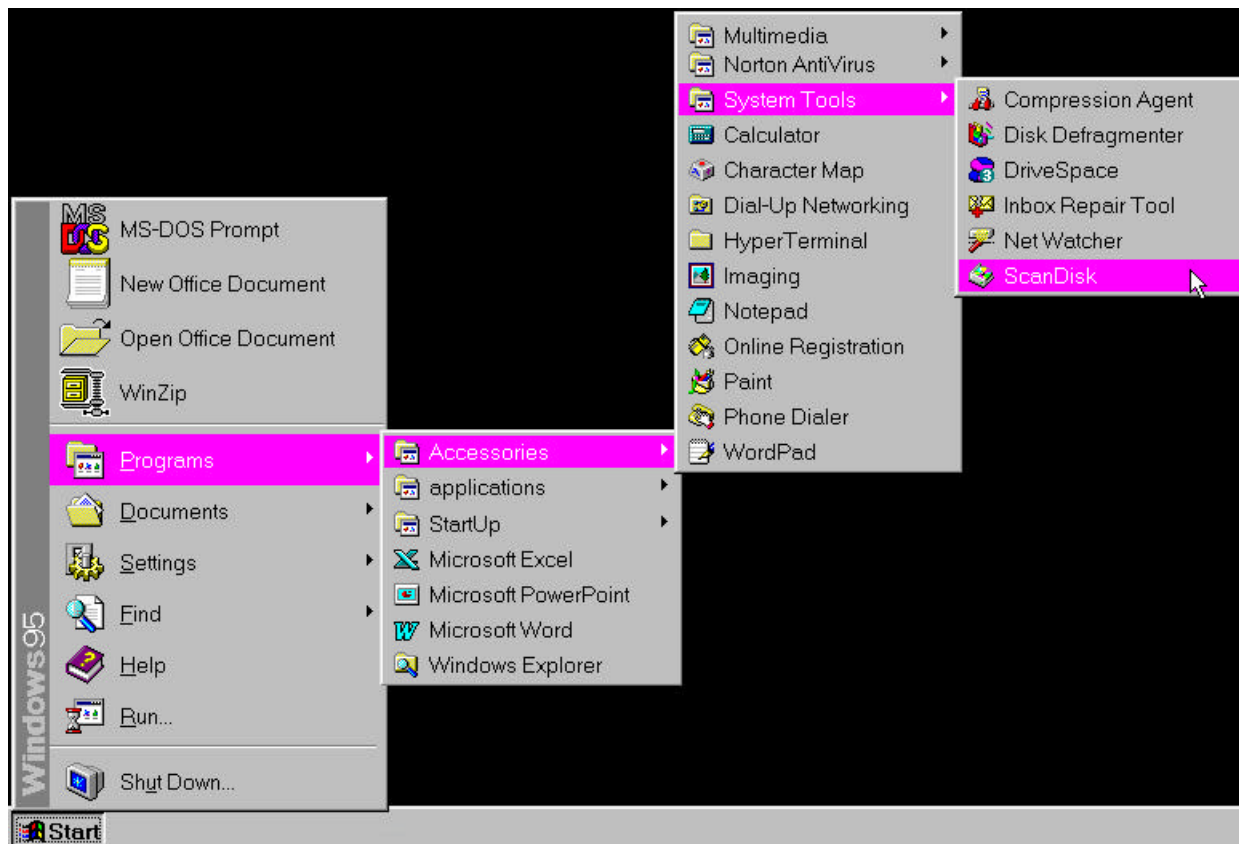 MS-DOS Prompt
New Office Document
Open Office Document
WinZip
Programs
Documents
Settings
Find
Help
Run...
Shut Down...
Windows95
Start
Accessories
applications
StartUp
Microsoft Excel
Microsoft PowerPoint
Microsoft Word
Windows Explorer
Multimedia
Norton AntiVirus
System Tools
Calculator
Character Map
Dial-Up Networking
HyperTerminal
Imaging
Notepad
Online Registration
Paint
Phone Dialer
WordPad
Compression Agent
Disk Defragmenter
DriveSpace
Inbox Repair Tool
Net Watcher
ScanDisk